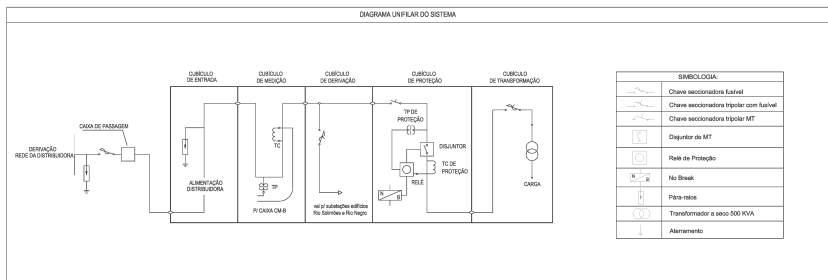 DIAGRAMA UNIFILAR DO SISTEMA
CUBÍCULO
DE ENTRADA
CUBÍCULO
DE MEDIÇÃO
CUBÍCULO
DE DERIVAÇÃO
CUBÍCULO
DE PROTEÇÃO
CUBÍCULO
DE TRANSFORMAÇÃO
CAIXA DE PASSAGEM
DERIVAÇÃO
REDE DA DISTRIBUIDORA
ALIMENTAÇÃO
DISTRIBUIDORA
TC
TP
P/ CAIXA CM-B
vai p/ subestações edifícios
Rio Solimões e Rio Negro
TP DE
PROTEÇÃO
DISJUNTOR
TC DE
PROTEÇÃO
RELÉ
N
B
CARGA
SIMBOLOGIA:
Chave seccionadora fusível
Chave seccionadora tripolar com fusível
Chave seccionadora tripolar MT
Disjuntor de MT
Relé de Proteção
N
B
No Break
Pára-raios
Transformador a seco 500 KVA
Aterramento